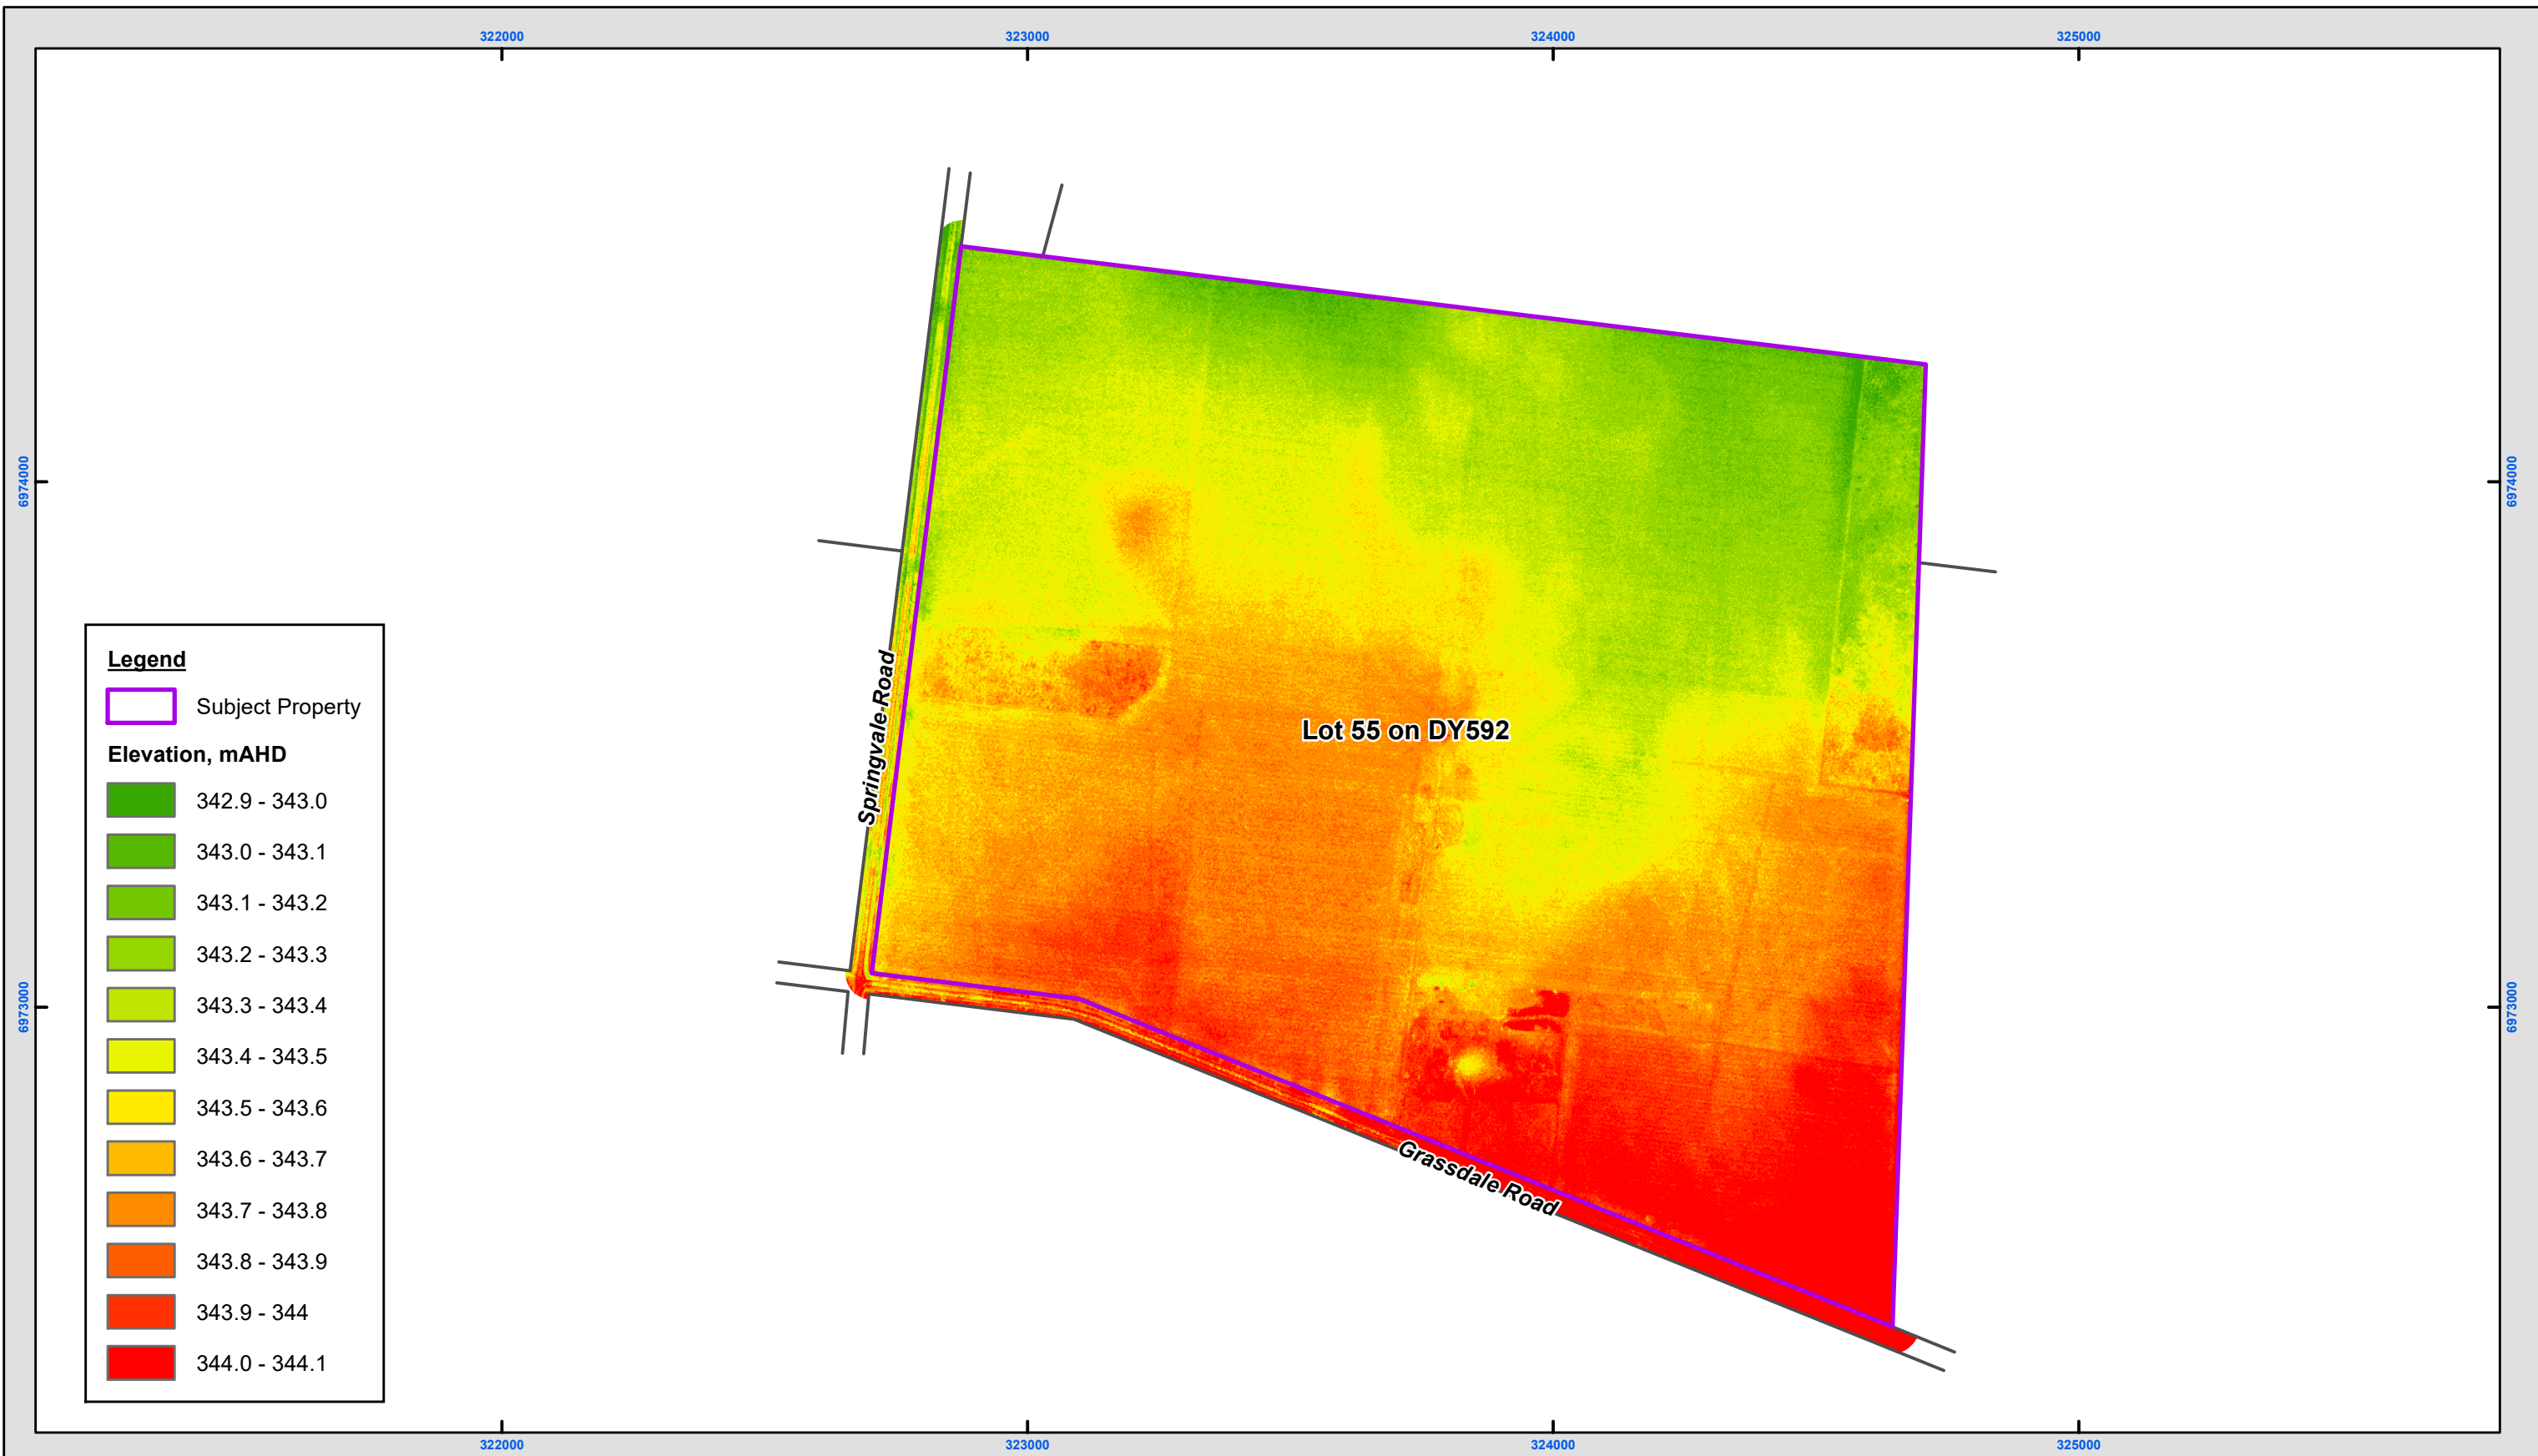 322000
323000
324000
325000
6974000
6974000
Springvale Road
Lot 55 on DY592
Legend
Subject Property
Elevation, mAHD
342.9 - 343.0
343.0 - 343.1
343.1 - 343.2
343.2 - 343.3
343.3 - 343.4
343.4 - 343.5
343.5 - 343.6
343.6 - 343.7
343.7 - 343.8
343.8 - 343.9
343.9 - 344
344.0 - 344.1
6973000
6973000
Grassdale Road
322000
323000
324000
325000